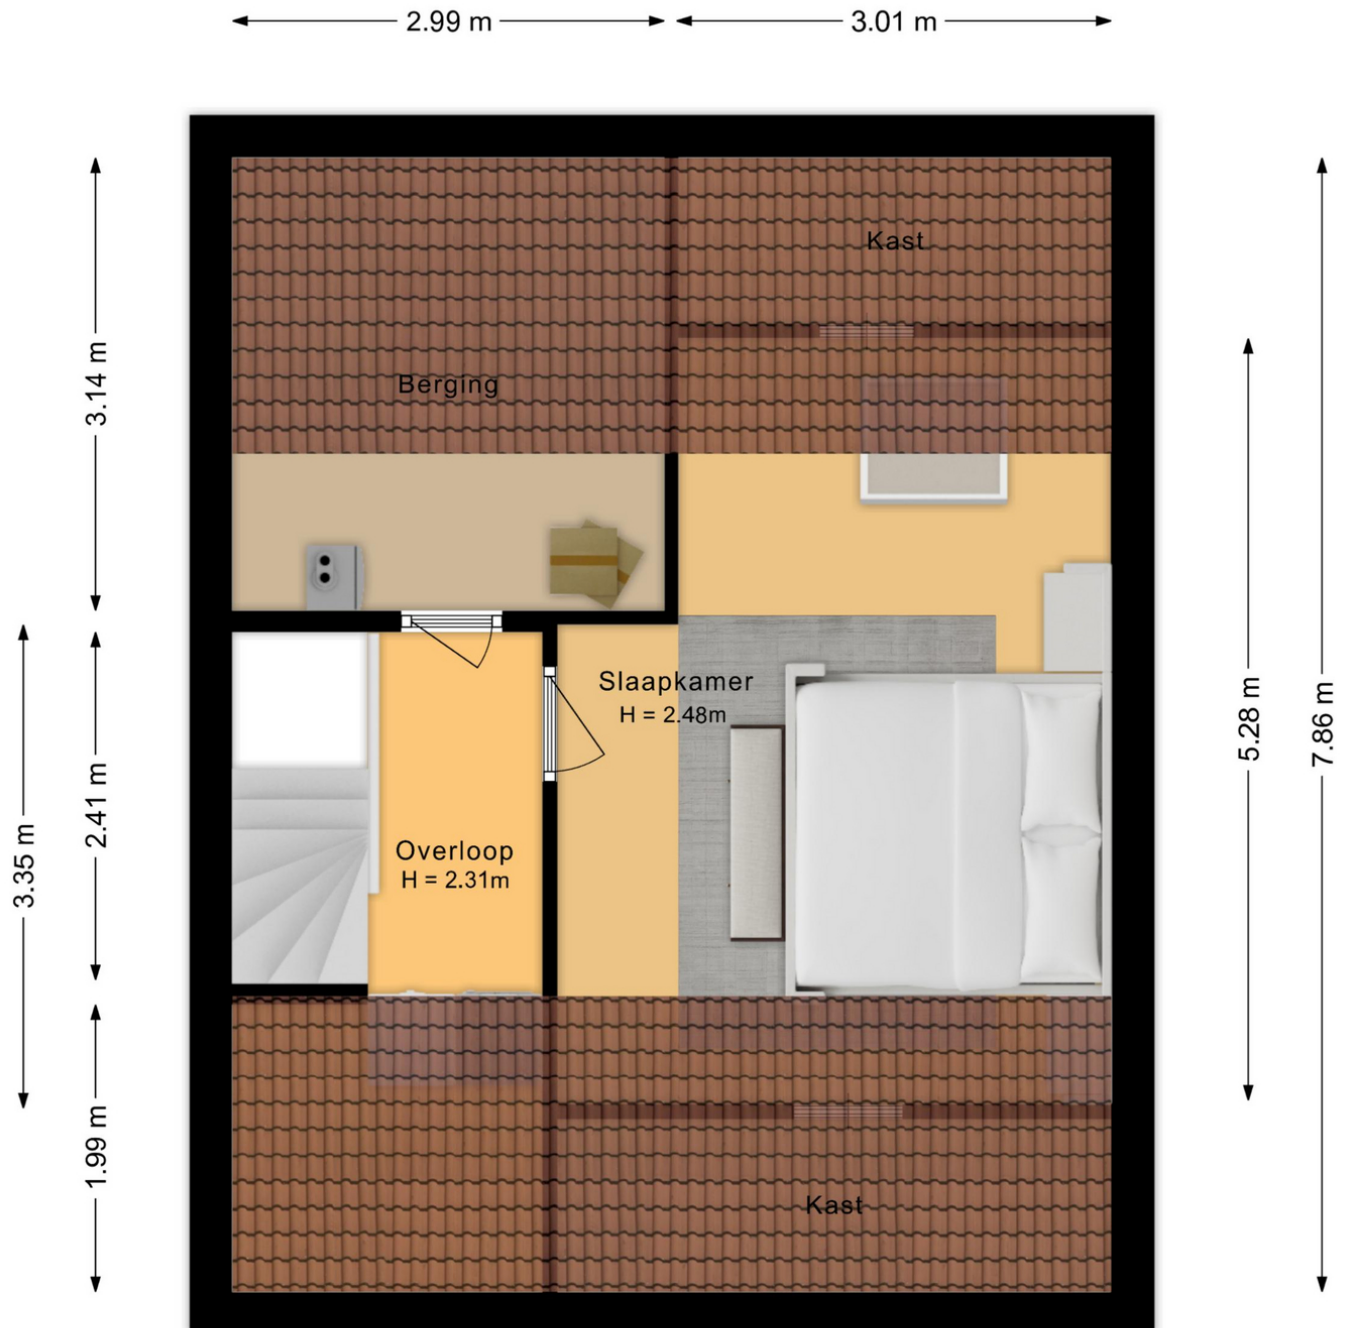 2.99 m
3.01 m
Kast
3.14 m
Berging
Slaapkamer
H = 2.48m
5.28 m
7.86 m
2.41 m
3.35 m
Overloop
H = 2.31m
1.99 m
Kast